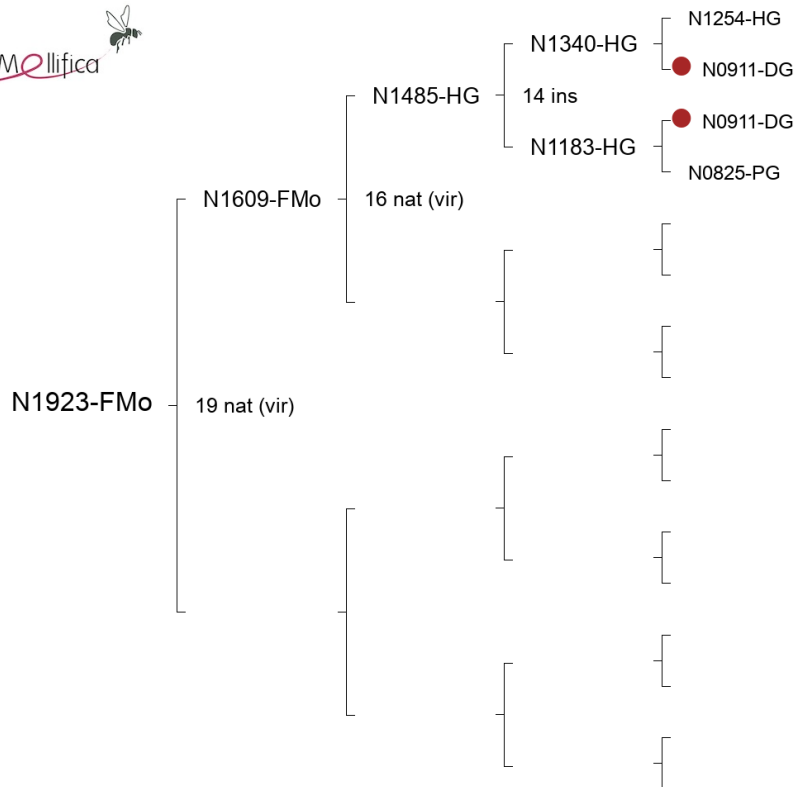 Mellifica
N1254-HG
N1340-HG
N0911-DG
N1485-HG
14 ins
N0911-DG
N1183-HG
N0825-PG
N1609-FMo
16 nat (vir)
N1923-FMo
19 nat (vir)